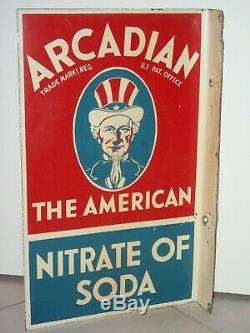 ARCADIAN
TRADE MARK REG. U.S. PAT. OFFICE
THE AMERICAN
NITRATE OF
SODA